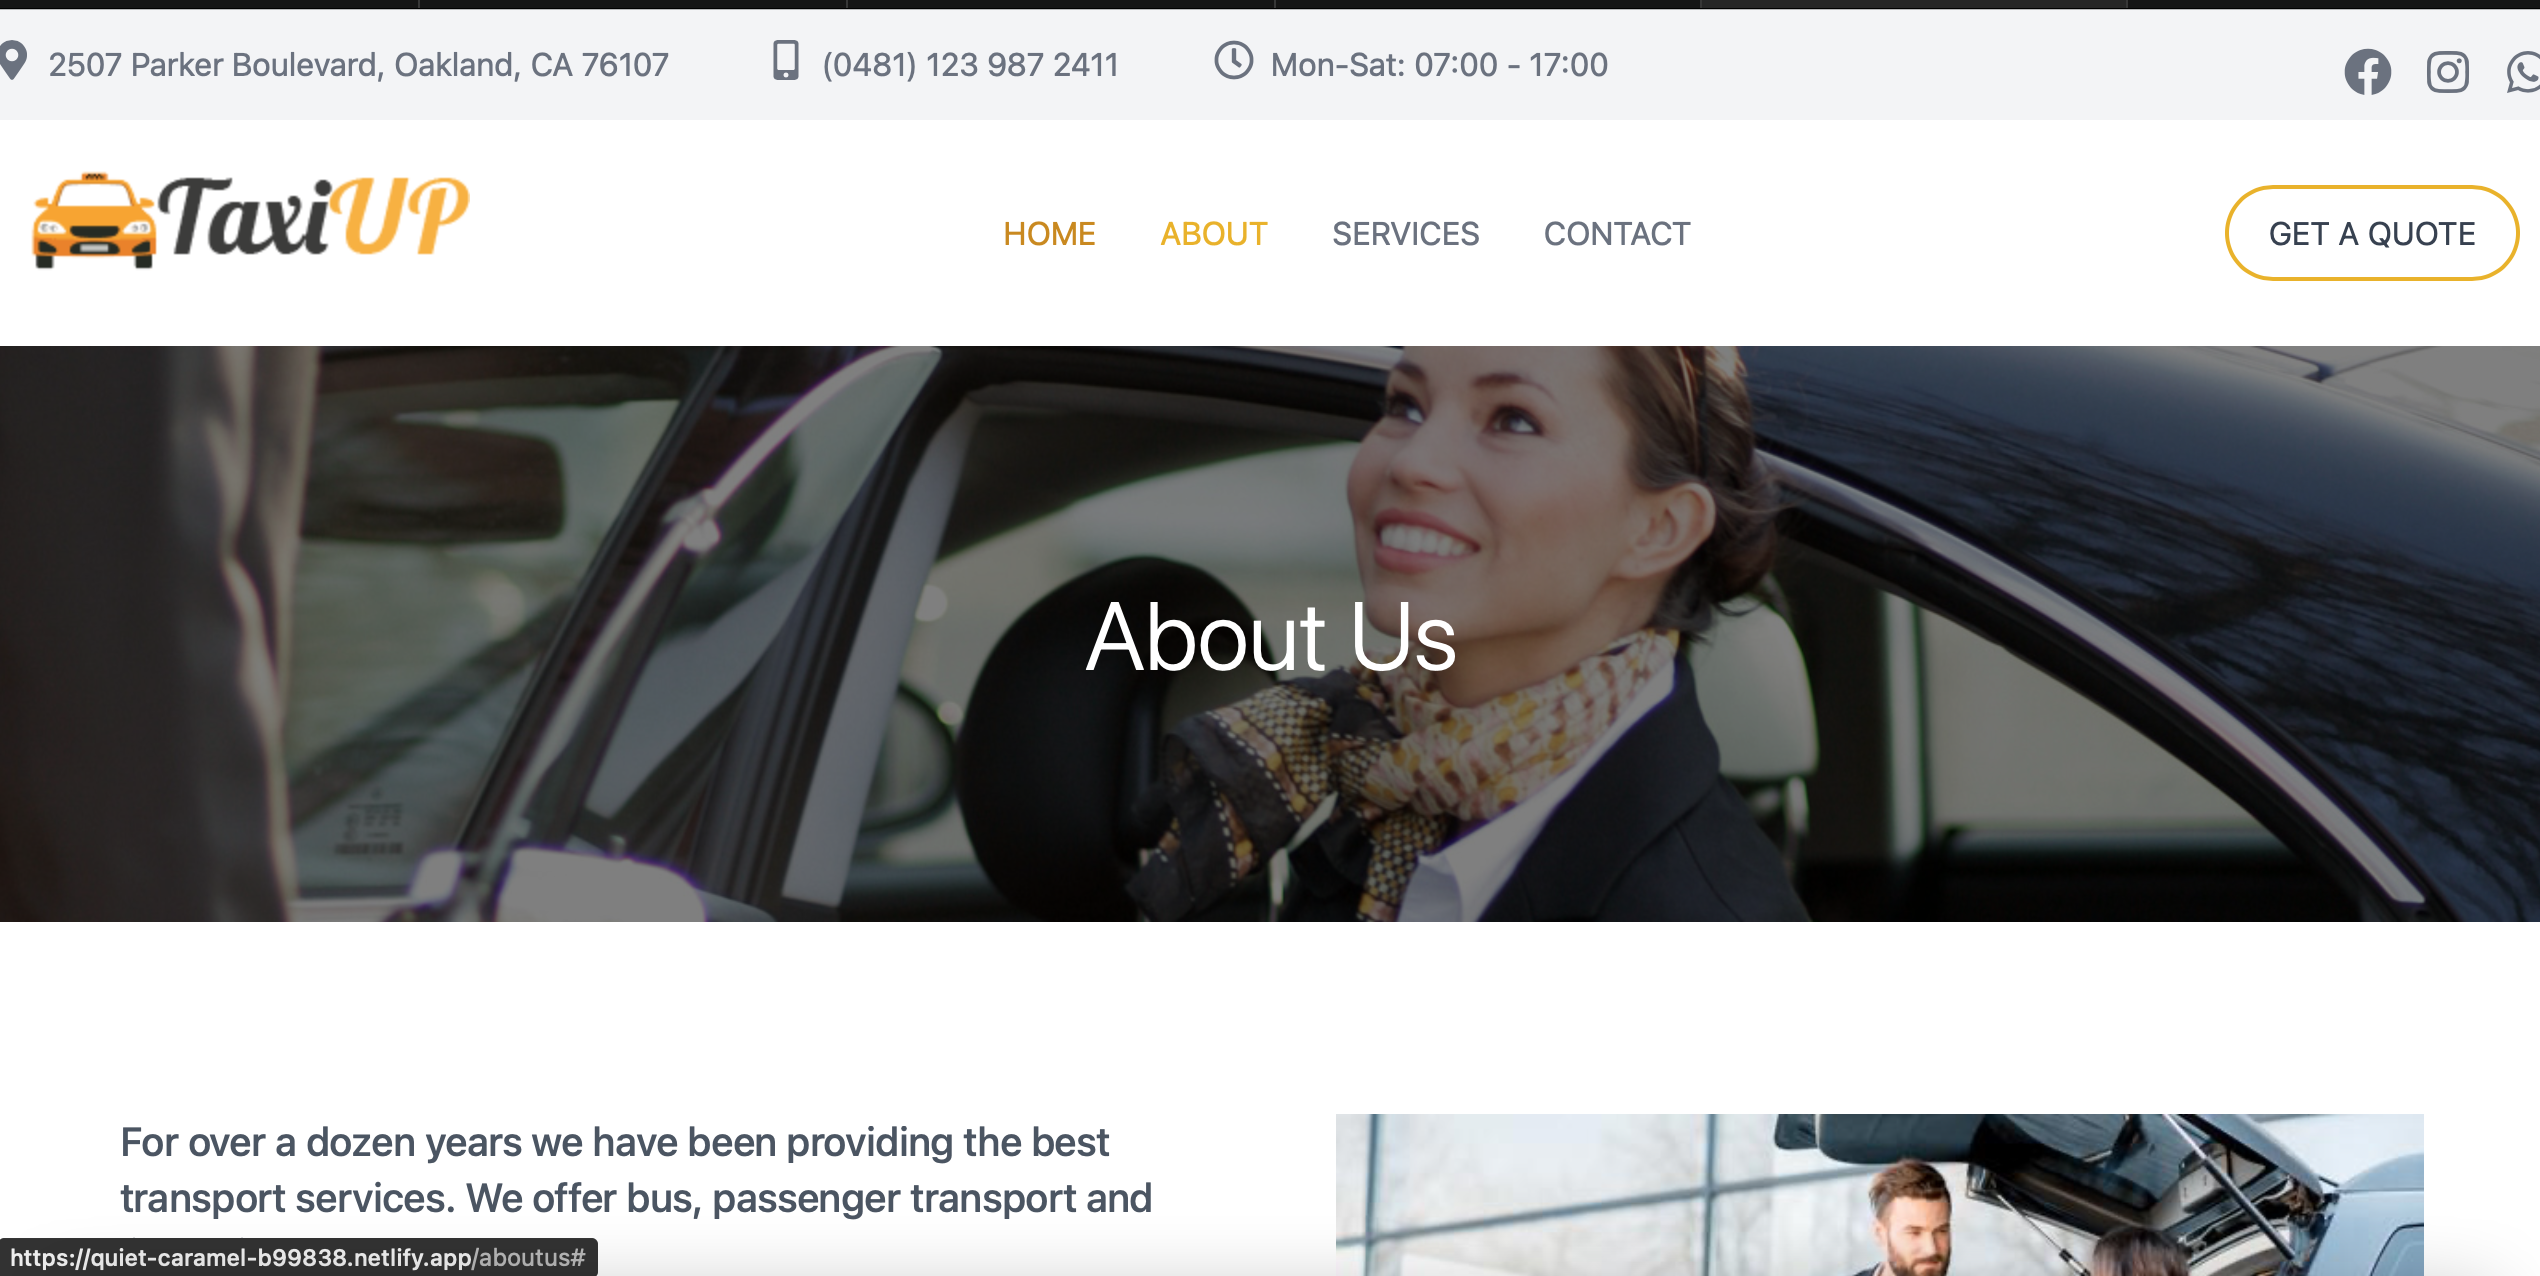 2507 Parker Boulevard, Oakland, CA 76107
(0481) 123 987 2411
Mon-Sat: 07:00 - 17:00
TaxiUP
HOME
ABOUT
SERVICES
CONTACT
GET A QUOTE
About Us
For over a dozen years we have been providing the best
transport services. We offer bus, passenger transport and
https://quiet-caramel-b99838.netlify.app/aboutus#